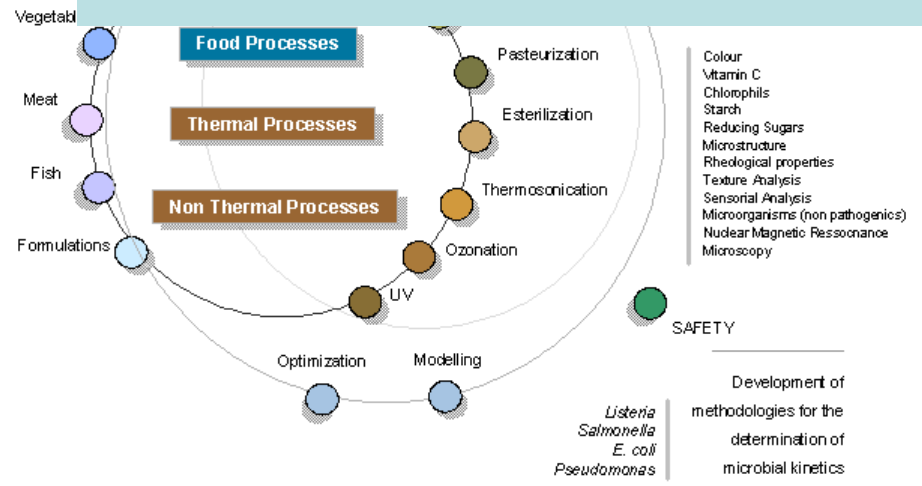 Vegetabl
Food Processes
Pasteurization
Meat
Thermal Processes
Esterilization
Fish
Non Thermal Processes
Thermosonication
Formulations
Ozonation
UV
Optimization
Modelling
Colour
Vitamin C
Chlorophils
Starch
Reducing Sugars
Microstructure
Rheological properties
Texture Analysis
Sensorial Analysis
Microorganisms (non pathogenics)
Nuclear Magnetic Ressocnance
Microscopy
SAFETY
Development of
methodologies for the
determination of
microbial kinetics
Listeria
Salmonella
E. coli
Pseudomonas